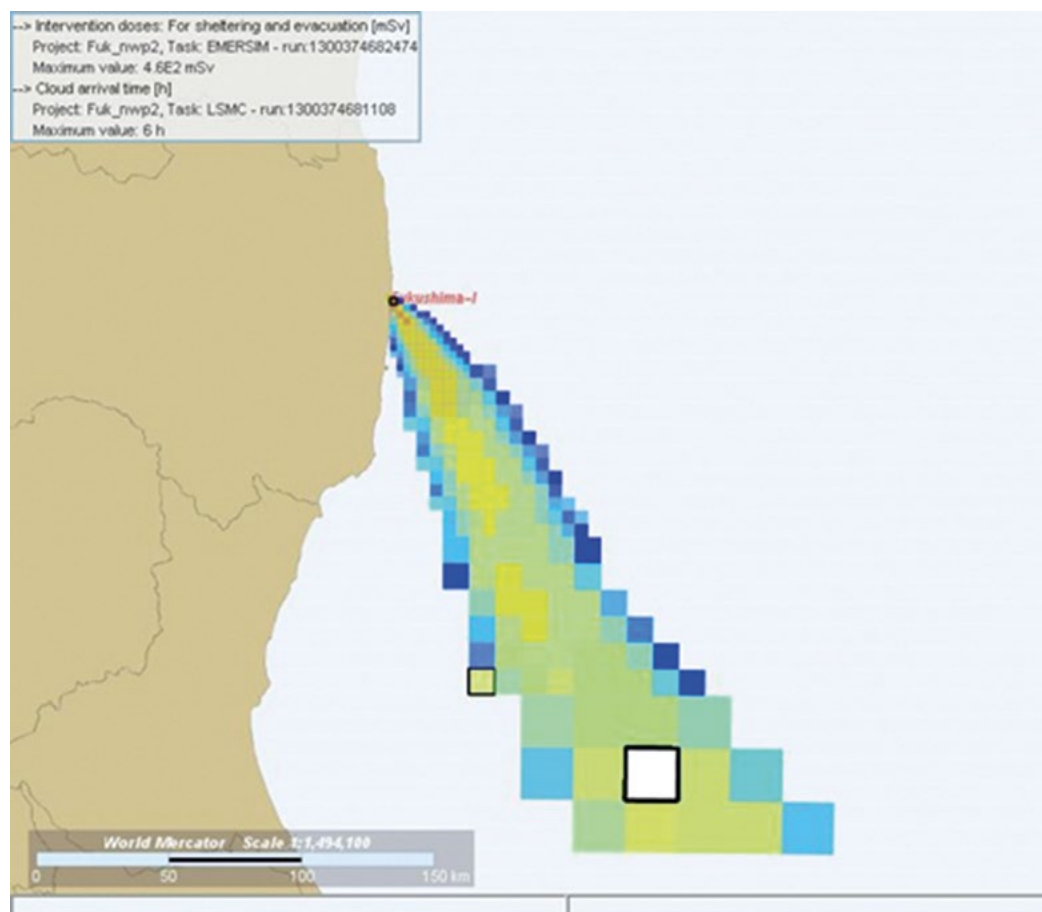 --> Intervention doses: For sheltering and evacuation [mSv]
Project: Fuk_nwp2, Task: EMERSIM - run:1300374682474
Maximum value: 4.6E2 mSv
--> Cloud arrival time [h]
Project: Fuk_nwp2, Task: LSMC - run:1300374681108
Maximum value: 6 h
Fukushima-I
World Mercator Scale 1:1,494,100
0 50 100 150 km